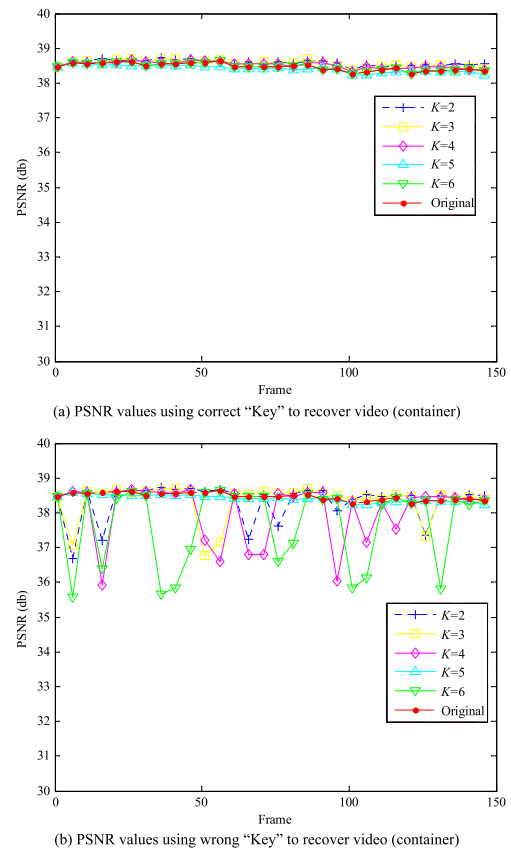 40
39
38
37
36
35
34
33
32
31
30
PSNR (db)
0
50
100
150
Frame
K=2
K=3
K=4
K=5
K=6
Original
(a) PSNR values using correct “Key” to recover video (container)
40
39
38
37
36
35
34
33
32
31
30
PSNR (db)
0
50
100
150
Frame
K=2
K=3
K=4
K=5
K=6
Original
(b) PSNR values using wrong “Key” to recover video (container)